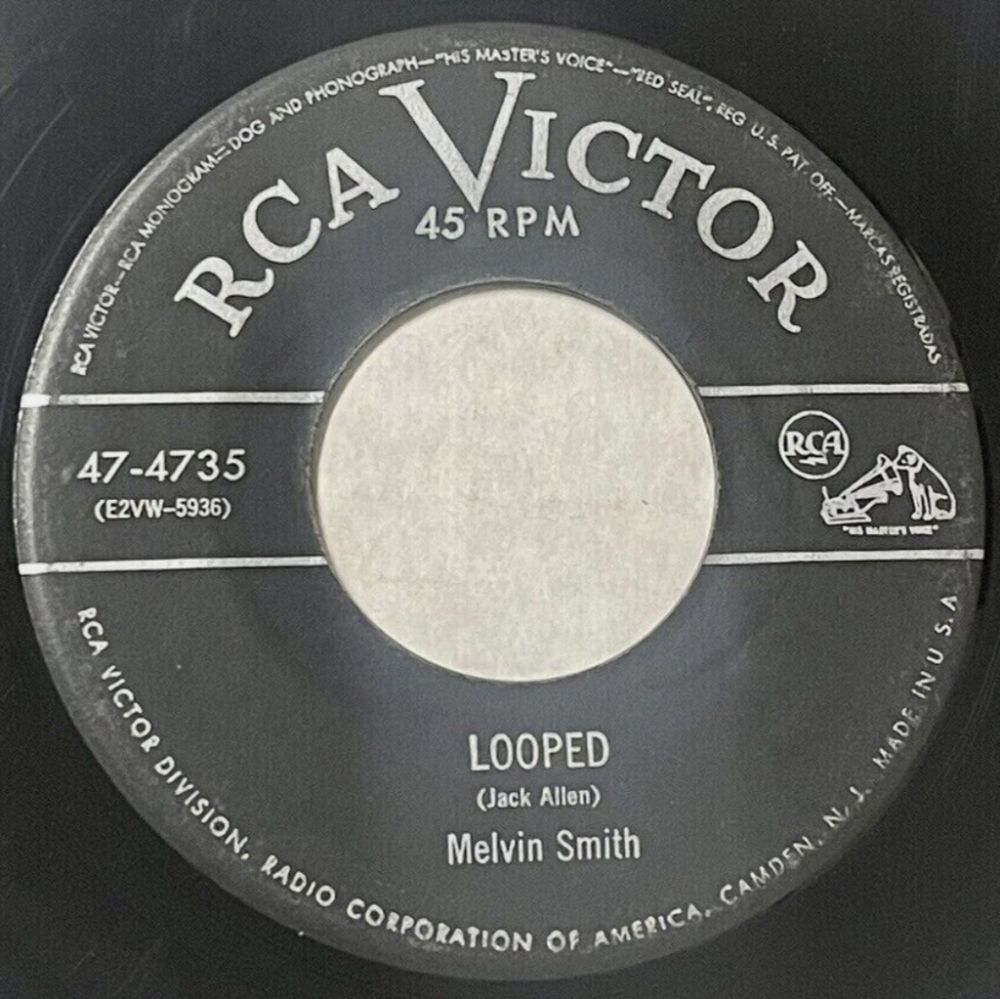 RCA VICTOR—RCA MONOGRAM—DOG AND PHONOGRAPH—"HIS MASTER'S VOICE"—"RED SEAL", REG U. S. PAT. OFF.—MARCAS REGISTRADAS
RCA VICTOR
45 RPM
47-4735
(E2VW-5936)
RCA
"HIS MASTER'S VOICE"
LOOPED
(Jack Allen)
Melvin Smith
RCA VICTOR DIVISION, RADIO CORPORATION OF AMERICA, CAMDEN, N. J. MADE IN U S. A